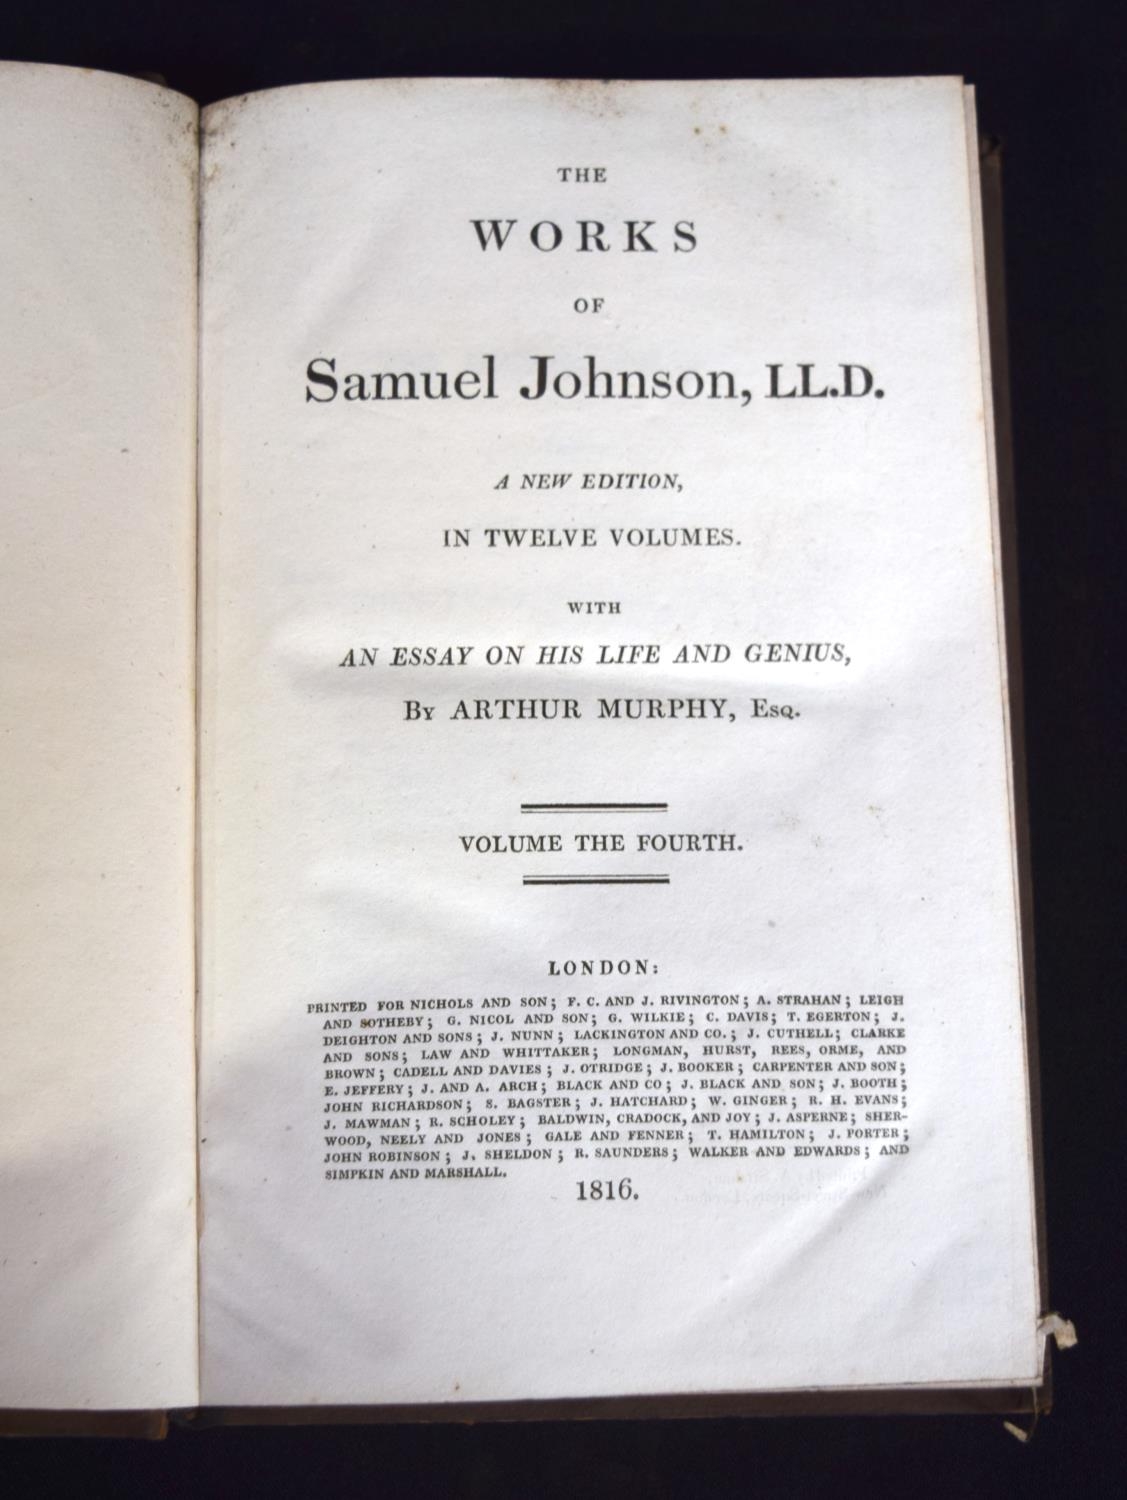 THE
WORKS
OF
Samuel Johnson, LL.D.
A NEW EDITION,
IN TWELVE VOLUMES.
WITH
AN ESSAY ON HIS LIFE AND GENIUS,
By ARTHUR MURPHY, Esq.
VOLUME THE FOURTH.
LONDON:
PRINTED FOR NICHOLS AND SON; F. C. AND J. RIVINGTON; A. STRAHAN; LEIGH
AND SOTHEBY; G. NICOL AND SON; G. WILKIE; C. DAVIS; T. EGERTON; J.
DEIGHTON AND SONS; J. NUNN; LACKINGTON AND CO.; J. CUTHELL; CLARKE
AND SONS; LAW AND WHITTAKER; LONGMAN, HURST, REES, ORME, AND
BROWN; CADELL AND DAVIES; J. OTRIDGE; J. BOOKER; CARPENTER AND SON;
E. JEFFERY; J. AND A. ARCH; BLACK AND CO; J. BLACK AND SON; J. BOOTH;
JOHN RICHARDSON; S. BAGSTER; J. HATCHARD; W. GINGER; R. H. EVANS;
J. MAWMAN; R. SCHOLEY; BALDWIN, CRADOCK, AND JOY; J. ASPERNE; SHER-
WOOD, NEELY AND JONES; GALE AND FENNER; T. HAMILTON; J. PORTER;
JOHN ROBINSON; J. SHELDON; R. SAUNDERS; WALKER AND EDWARDS; AND
SIMPKIN AND MARSHALL.
1816.